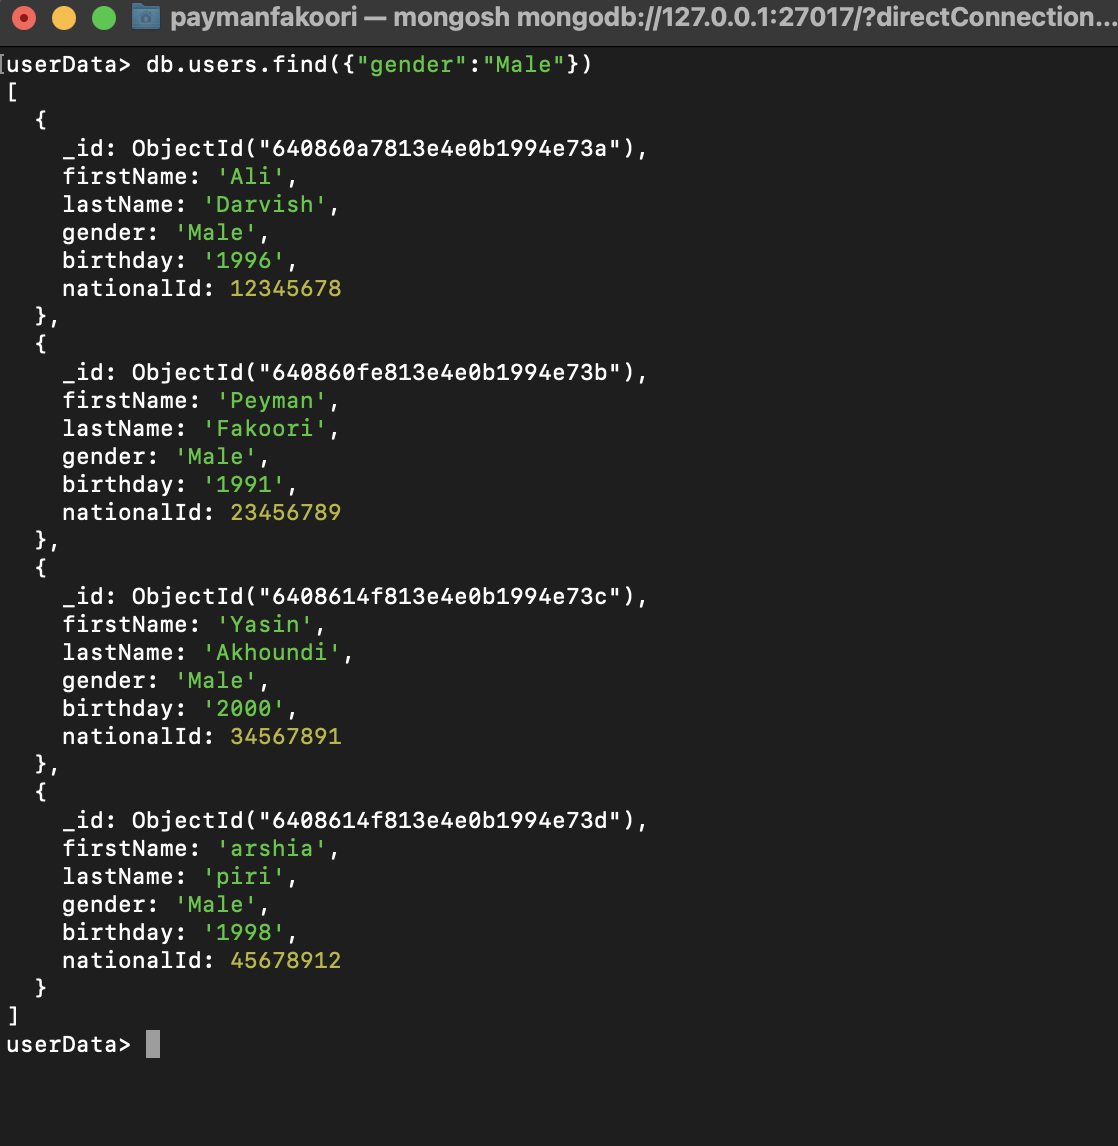 paymanfakoori — mongosh mongodb://127.0.0.1:27017/?directConnection...
[userData> db.users.find({"gender":"Male"})
[
  {
    _id: ObjectId("640860a7813e4e0b1994e73a"),
    firstName: 'Ali',
    lastName: 'Darvish',
    gender: 'Male',
    birthday: '1996',
    nationalId: 12345678
  },
  {
    _id: ObjectId("640860fe813e4e0b1994e73b"),
    firstName: 'Peyman',
    lastName: 'Fakoori',
    gender: 'Male',
    birthday: '1991',
    nationalId: 23456789
  },
  {
    _id: ObjectId("6408614f813e4e0b1994e73c"),
    firstName: 'Yasin',
    lastName: 'Akhoundi',
    gender: 'Male',
    birthday: '2000',
    nationalId: 34567891
  },
  {
    _id: ObjectId("6408614f813e4e0b1994e73d"),
    firstName: 'arshia',
    lastName: 'piri',
    gender: 'Male',
    birthday: '1998',
    nationalId: 45678912
  }
]
userData>